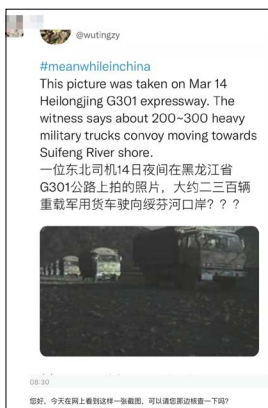 @wutingzy
#meanwhileinchina
This picture was taken on Mar 14
Heilongjing G301 expressway. The
witness says about 200~300 heavy
military trucks convoy moving towards
Suifeng River shore.
一位东北司机14日夜间在黑龙江省
G301公路上拍的照片，大约二三百辆
重载军用货车驶向绥芬河口岸？？？
08:30
您好，今天在网上看到这样一张截图，可以请您那边核查一下吗？